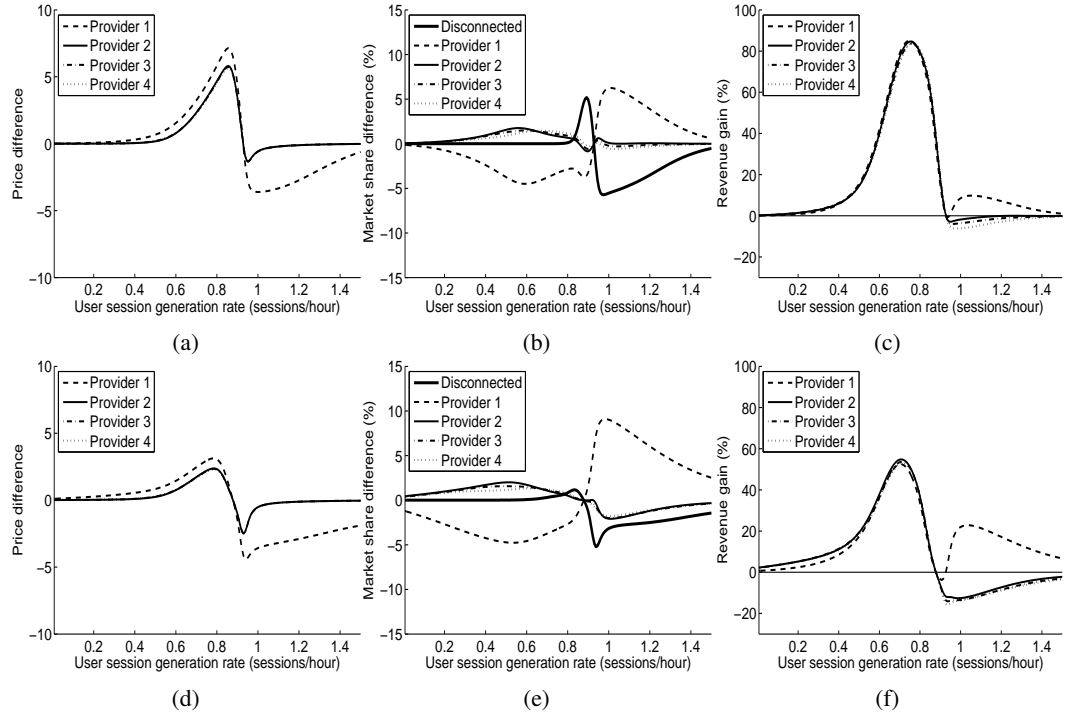 10
5
0
−5
−10
Price difference
Provider 1
Provider 2
Provider 3
Provider 4
0.2 0.4 0.6 0.8 1 1.2 1.4
User session generation rate (sessions/hour)
(a)
15
10
5
0
−5
−10
−15
Market share difference (%)
Disconnected
Provider 1
Provider 2
Provider 3
Provider 4
0.2 0.4 0.6 0.8 1 1.2 1.4
User session generation rate (sessions/hour)
(b)
100
80
60
40
20
0
−20
Revenue gain (%)
Provider 1
Provider 2
Provider 3
Provider 4
0.2 0.4 0.6 0.8 1 1.2 1.4
User session generation rate (sessions/hour)
(c)
10
5
0
−5
−10
Price difference
Provider 1
Provider 2
Provider 3
Provider 4
0.2 0.4 0.6 0.8 1 1.2 1.4
User session generation rate (sessions/hour)
(d)
15
10
5
0
−5
−10
−15
Market share difference (%)
Disconnected
Provider 1
Provider 2
Provider 3
Provider 4
0.2 0.4 0.6 0.8 1 1.2 1.4
User session generation rate (sessions/hour)
(e)
100
80
60
40
20
0
−20
Revenue gain (%)
Provider 1
Provider 2
Provider 3
Provider 4
0.2 0.4 0.6 0.8 1 1.2 1.4
User session generation rate (sessions/hour)
(f)